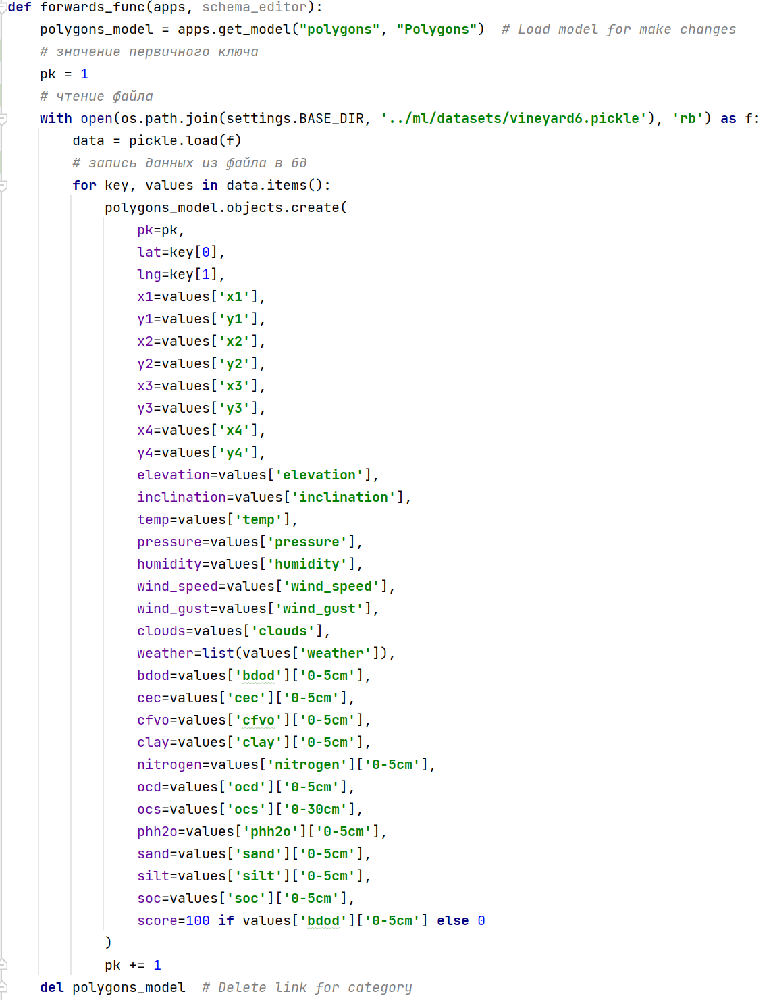 def forwards_func(apps, schema_editor):
    polygons_model = apps.get_model("polygons", "Polygons")  # Load model for make changes
    # значение первичного ключа
    pk = 1
    # чтение файла
    with open(os.path.join(settings.BASE_DIR, '../ml/datasets/vineyard6.pickle'), 'rb') as f:
        data = pickle.load(f)
        # запись данных из файла в бд
        for key, values in data.items():
            polygons_model.objects.create(
                pk=pk,
                lat=key[0],
                lng=key[1],
                x1=values['x1'],
                y1=values['y1'],
                x2=values['x2'],
                y2=values['y2'],
                x3=values['x3'],
                y3=values['y3'],
                x4=values['x4'],
                y4=values['y4'],
                elevation=values['elevation'],
                inclination=values['inclination'],
                temp=values['temp'],
                pressure=values['pressure'],
                humidity=values['humidity'],
                wind_speed=values['wind_speed'],
                wind_gust=values['wind_gust'],
                clouds=values['clouds'],
                weather=list(values['weather']),
                bdod=values['bdod']['0-5cm'],
                cec=values['cec']['0-5cm'],
                cfvo=values['cfvo']['0-5cm'],
                clay=values['clay']['0-5cm'],
                nitrogen=values['nitrogen']['0-5cm'],
                ocd=values['ocd']['0-5cm'],
                ocs=values['ocs']['0-30cm'],
                phh2o=values['phh2o']['0-5cm'],
                sand=values['sand']['0-5cm'],
                silt=values['silt']['0-5cm'],
                soc=values['soc']['0-5cm'],
                score=100 if values['bdod']['0-5cm'] else 0
            )
            pk += 1
    del polygons_model  # Delete link for category